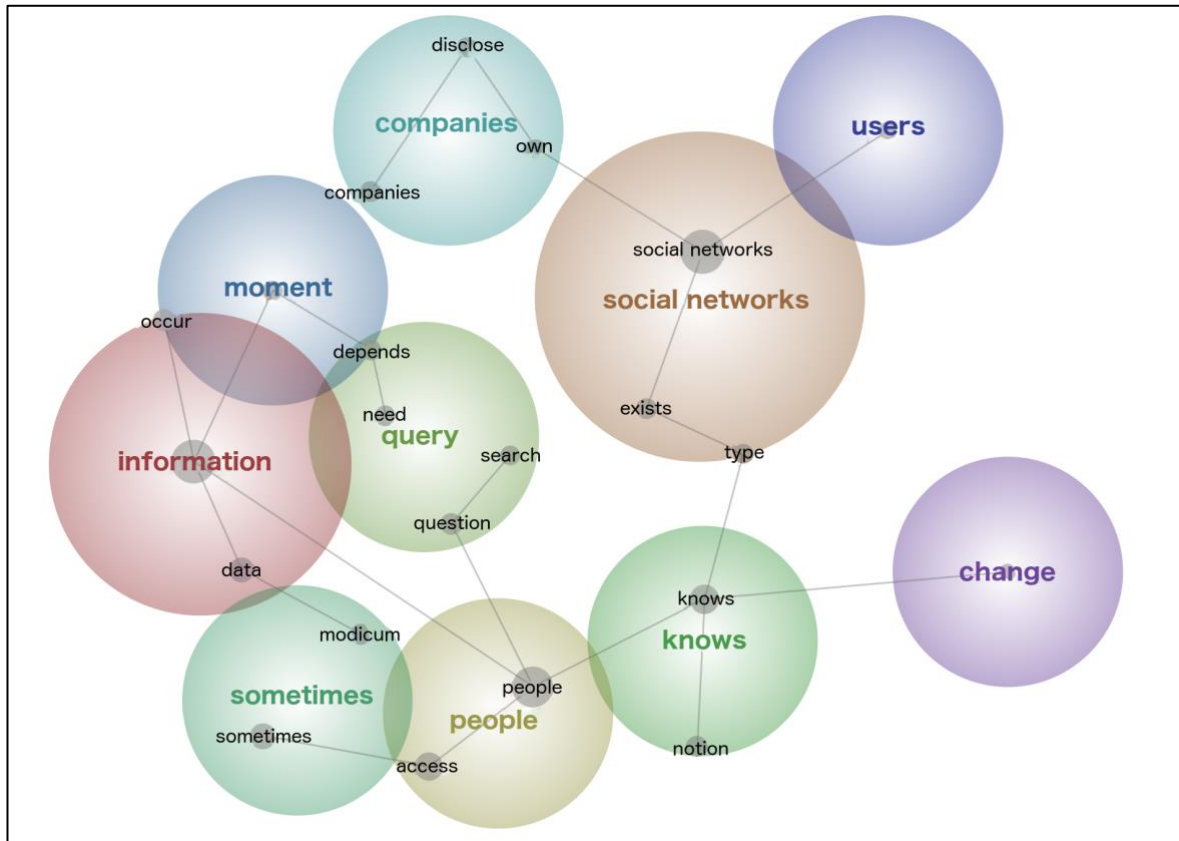 disclose
companies
users
own
companies
social networks
moment
social networks
occur
depends
exists
need
query
type
search
information
question
data
change
knows
modicum
knows
people
sometimes
people
sometimes
notion
access